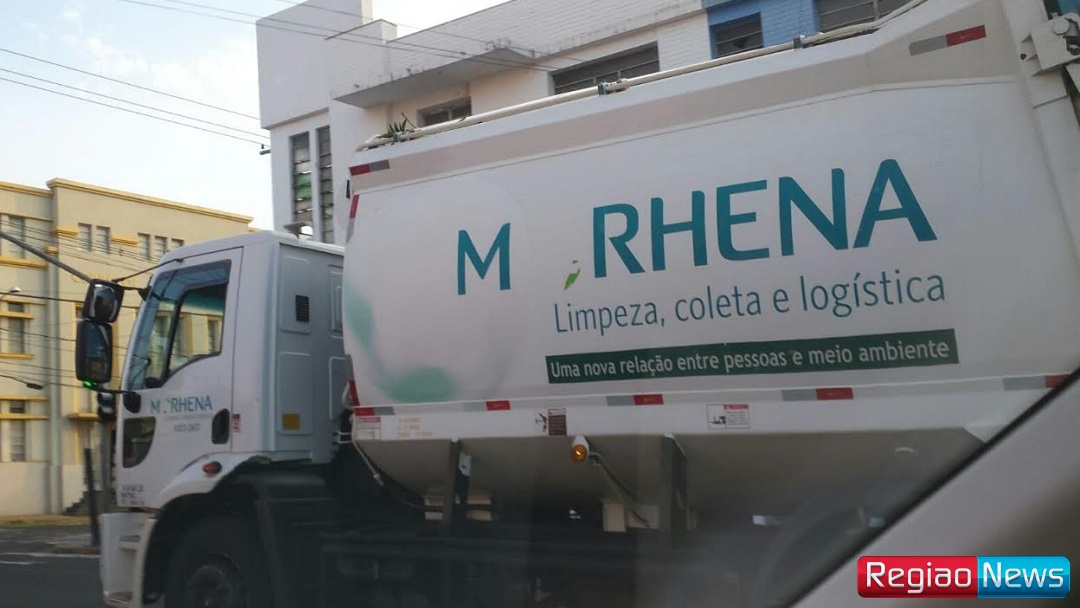 M RHENA
Limpeza, coleta e logística
Uma nova relação entre pessoas e meio ambiente
M RHENA
Regiao News